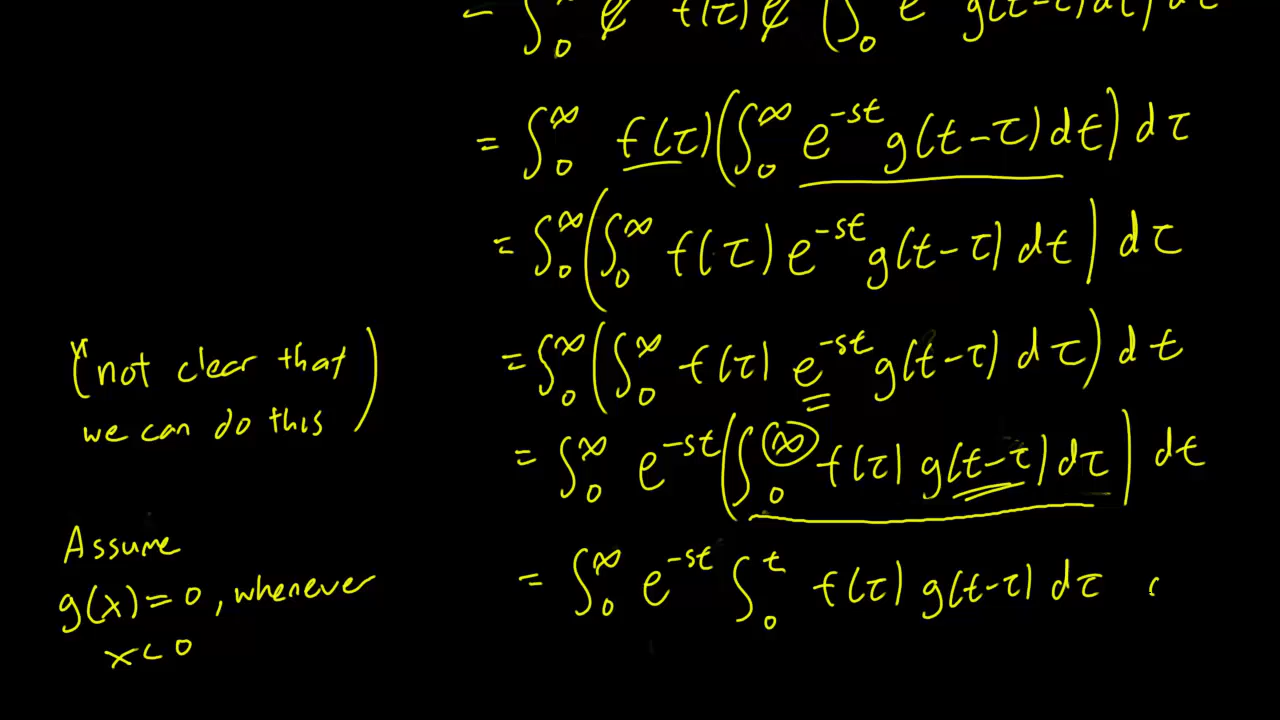 = ∫₀^∞ f(τ) (∫₀^∞ e^{-st} g(t-τ) dt) dτ
= ∫₀^∞ (∫₀^∞ f(τ) e^{-st} g(t-τ) dt) dτ
= ∫₀^∞ (∫₀^∞ f(τ) e^{-st} g(t-τ) dτ) dt
(not clear that
we can do this)
= ∫₀^∞ e^{-st} (∫₀^∞ f(τ) g(t-τ) dτ) dt
Assume
g(x) = 0, whenever
x < 0
= ∫₀^∞ e^{-st} ∫₀^t f(τ) g(t-τ) dτ